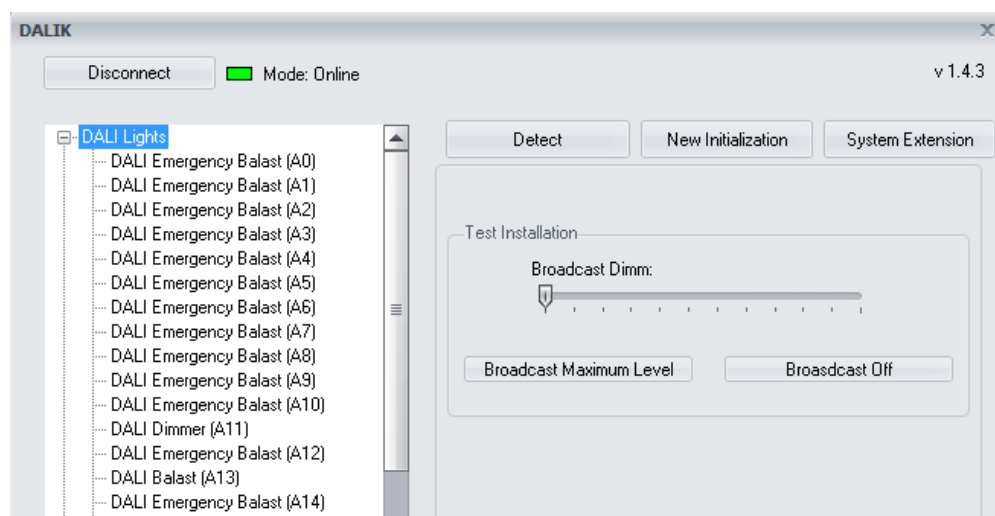 DALIK
x
Disconnect
Mode: Online
v 1.4.3
DALI Lights
DALI Emergency Balast (A0)
DALI Emergency Balast (A1)
DALI Emergency Balast (A2)
DALI Emergency Balast (A3)
DALI Emergency Balast (A4)
DALI Emergency Balast (A5)
DALI Emergency Balast (A6)
DALI Emergency Balast (A7)
DALI Emergency Balast (A8)
DALI Emergency Balast (A9)
DALI Emergency Balast (A10)
DALI Dimmer (A11)
DALI Emergency Balast (A12)
DALI Balast (A13)
DALI Emergency Balast (A14)
Detect
New Initialization
System Extension
Test Installation
Broadcast Dimm:
Broadcast Maximum Level
Broasdcast Off